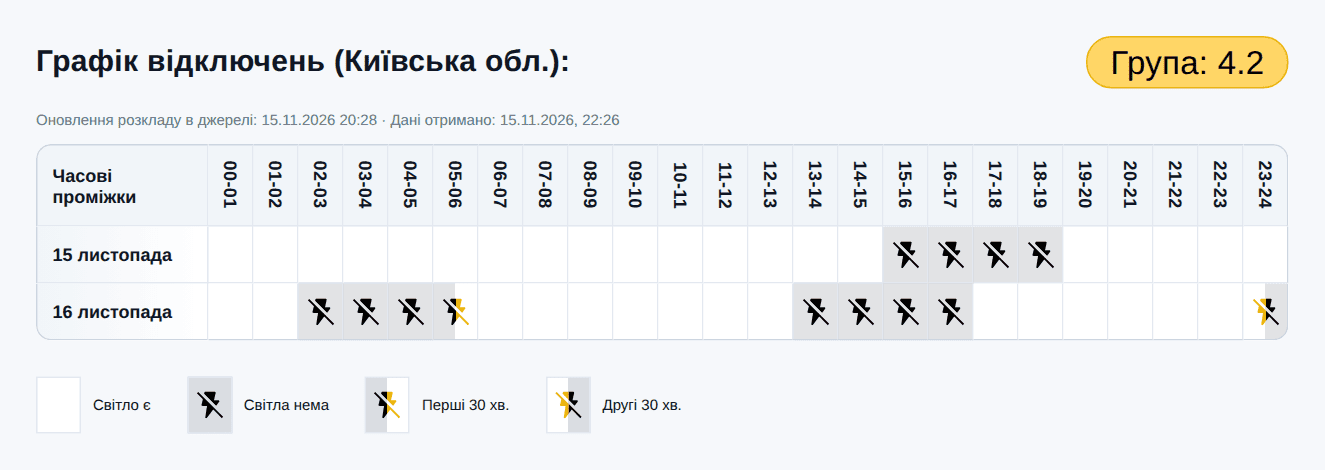 Графік відключень (Київська обл.):
Група: 4.2
Оновлення розкладу в джерелі: 15.11.2026 20:28 · Дані отримано: 15.11.2026, 22:26
Часові
проміжки
00-01
01-02
02-03
03-04
04-05
05-06
06-07
07-08
08-09
09-10
10-11
11-12
12-13
13-14
14-15
15-16
16-17
17-18
18-19
19-20
20-21
21-22
22-23
23-24
15 листопада
16 листопада
Світло є
Світла нема
Перші 30 хв.
Другі 30 хв.